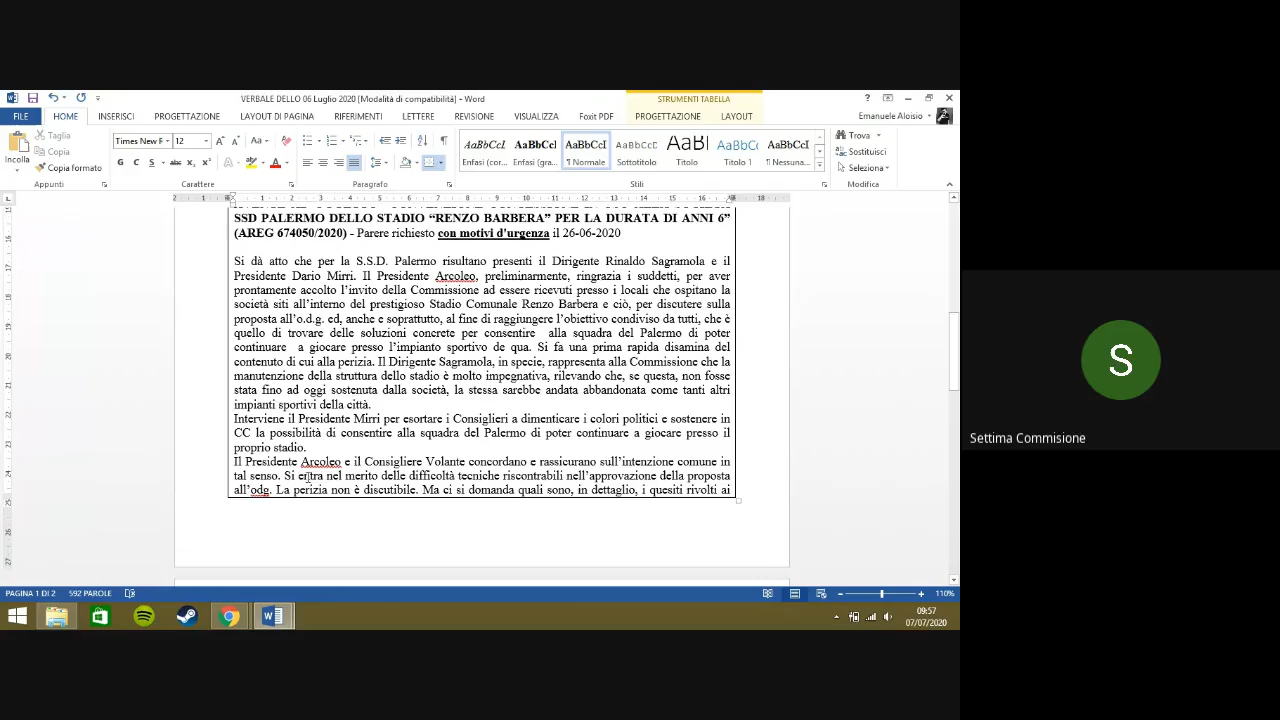 VERBALE DELLO 06 Luglio 2020 [Modalità di compatibilità] - Word
STRUMENTI TABELLA
FILE HOME INSERISCI PROGETTAZIONE LAYOUT DI PAGINA RIFERIMENTI LETTERE REVISIONE VISUALIZZA Foxit PDF PROGETTAZIONE LAYOUT Emanuele Aloisio
Incolla
Taglia
Copia
Copia formato
Appunti
Times New F 12
Carattere
Paragrafo
AaBbCcI AaBbCcI AaBbCcI AaBbCcD AaBI AaBbCc AaBbCcI
Enfasi (cor... Enfasi (gra... ¶ Normale Sottotitolo Titolo Titolo 1 ¶ Nessuna...
Stili
Trova
Sostituisci
Seleziona
Modifica
SSD PALERMO DELLO STADIO “RENZO BARBERA” PER LA DURATA DI ANNI 6”
(AREG 674050/2020) - Parere richiesto con motivi d'urgenza il 26-06-2020
Si dà atto che per la S.S.D. Palermo risultano presenti il Dirigente Rinaldo Sagramola e il
Presidente Dario Mirri. Il Presidente Arcoleo, preliminarmente, ringrazia i suddetti, per aver
prontamente accolto l’invito della Commissione ad essere ricevuti presso i locali che ospitano la
società siti all’interno del prestigioso Stadio Comunale Renzo Barbera e ciò, per discutere sulla
proposta all’o.d.g. ed, anche e soprattutto, al fine di raggiungere l’obiettivo condiviso da tutti, che è
quello di trovare delle soluzioni concrete per consentire alla squadra del Palermo di poter
continuare a giocare presso l’impianto sportivo de qua. Si fa una prima rapida disamina del
contenuto di cui alla perizia. Il Dirigente Sagramola, in specie, rappresenta alla Commissione che la
manutenzione della struttura dello stadio è molto impegnativa, rilevando che, se questa, non fosse
stata fino ad oggi sostenuta dalla società, la stessa sarebbe andata abbandonata come tanti altri
impianti sportivi della città.
Interviene il Presidente Mirri per esortare i Consiglieri a dimenticare i colori politici e sostenere in
CC la possibilità di consentire alla squadra del Palermo di poter continuare a giocare presso il
proprio stadio.
Il Presidente Arcoleo e il Consigliere Volante concordano e rassicurano sull’intenzione comune in
tal senso. Si entra nel merito delle difficoltà tecniche riscontrabili nell’approvazione della proposta
all’odg. La perizia non è discutibile. Ma ci si domanda quali sono, in dettaglio, i quesiti rivolti ai
PAGINA 1 DI 2 592 PAROLE 110%
09:57
07/07/2020
S
Settima Commisione